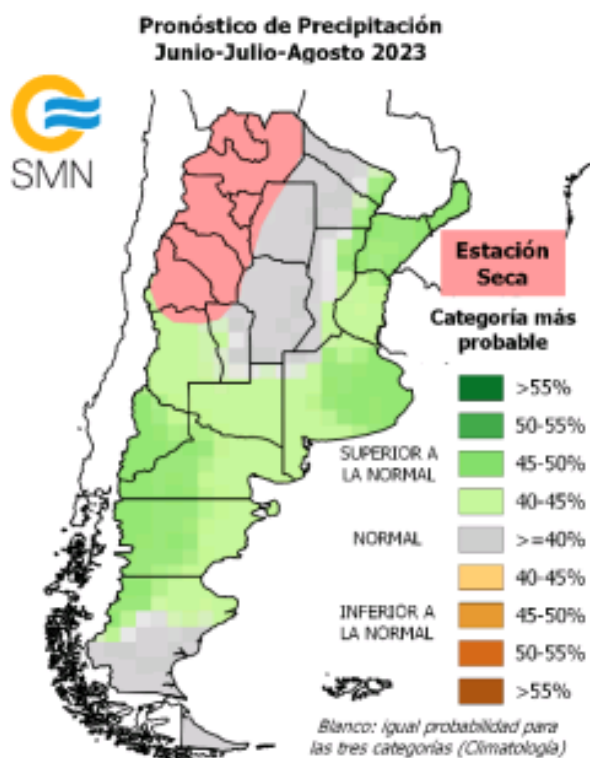 Pronóstico de Precipitación
Junio-Julio-Agosto 2023
SMN
Estación
Seca
Categoría más
probable
>55%
50-55%
SUPERIOR A
LA NORMAL
45-50%
40-45%
NORMAL
>=40%
40-45%
INFERIOR A
LA NORMAL
45-50%
50-55%
>55%
Blanco: igual probabilidad para
las tres categorías (Climatología)